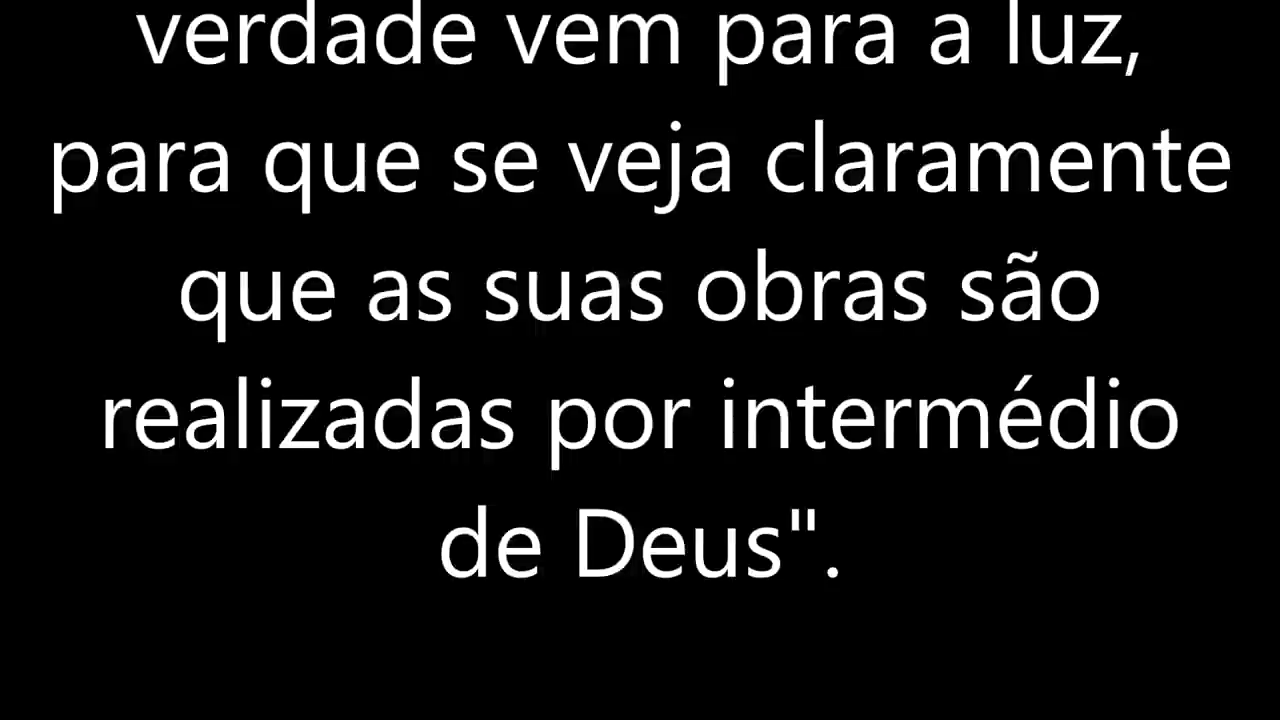 verdade vem para a luz,
para que se veja claramente
que as suas obras são
realizadas por intermédio
de Deus".